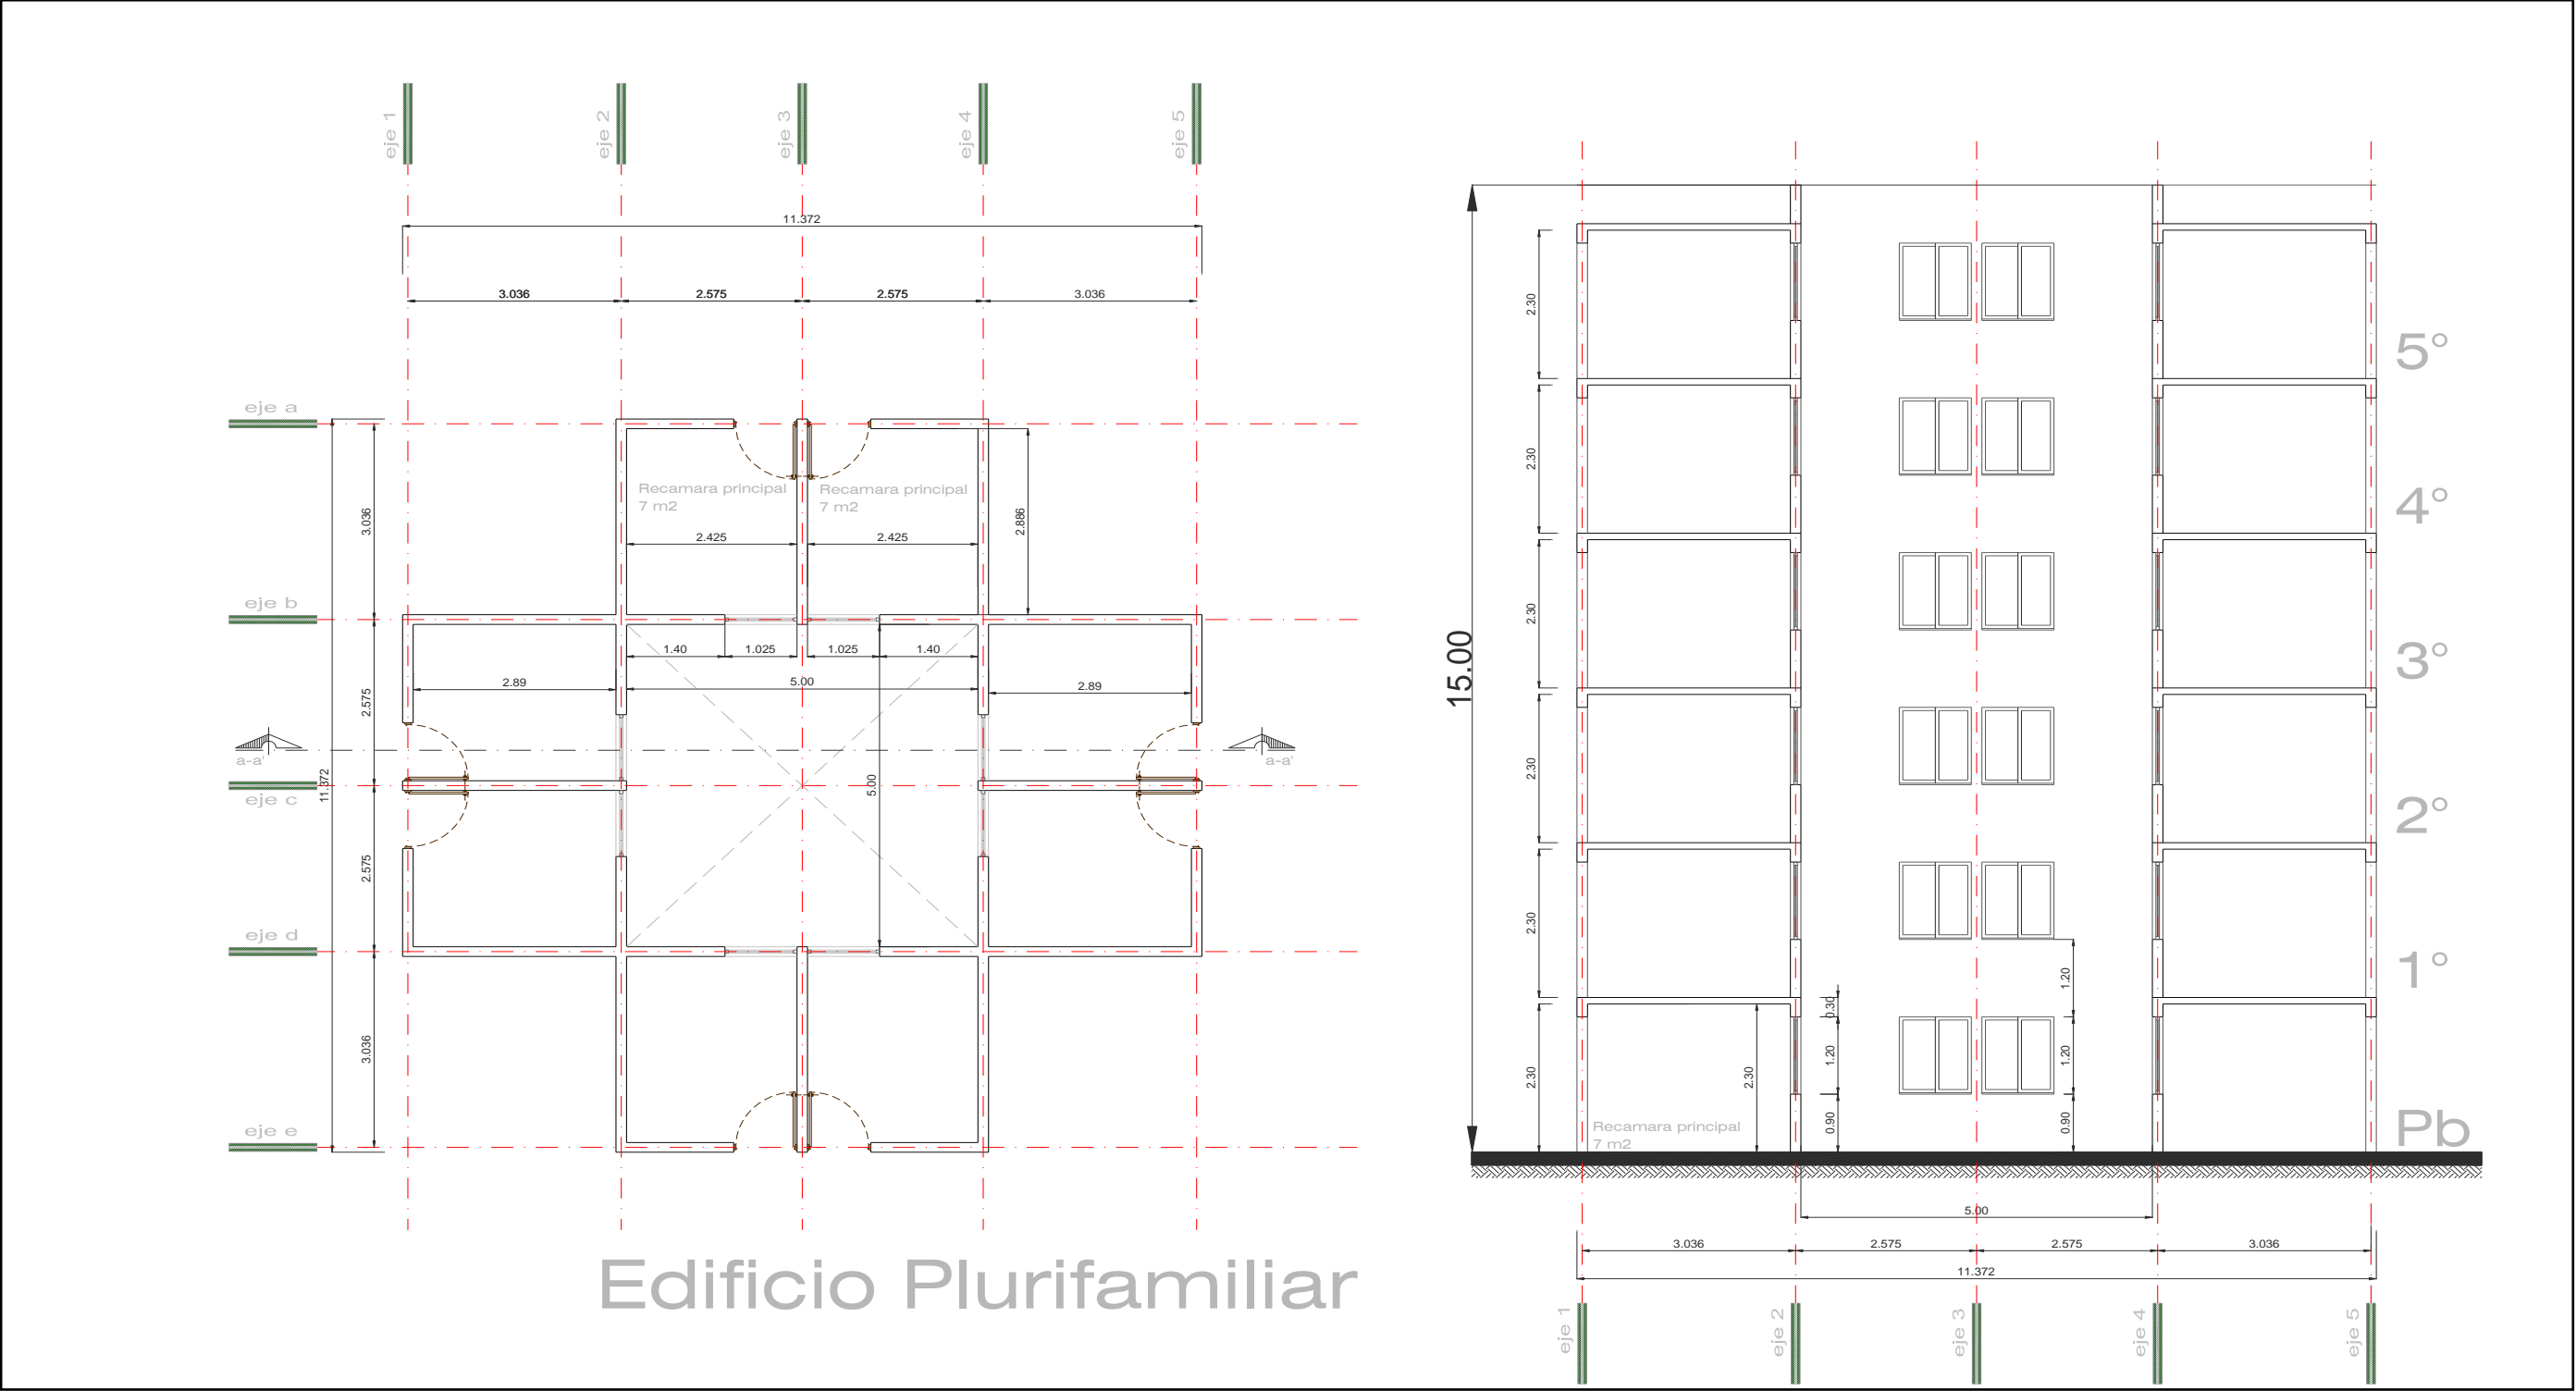 eje 1
eje 2
eje 3
eje 4
eje 5
11.372
3.036
2.575
2.575
3.036
eje a
eje b
eje c
eje d
eje e
3.036
2.575
2.575
3.036
11.372
Recamara principal
7 m2
Recamara principal
7 m2
2.425
2.425
2.886
1.40
1.025
1.025
1.40
2.89
5.00
2.89
5.00
a-a'
a-a'
Edificio Plurifamiliar
15.00
2.30
2.30
2.30
2.30
2.30
2.30
5°
4°
3°
2°
1°
Pb
0.30
1.20
0.90
1.20
1.20
0.90
2.30
Recamara principal
7 m2
5.00
3.036
2.575
2.575
3.036
11.372
eje 1
eje 2
eje 3
eje 4
eje 5